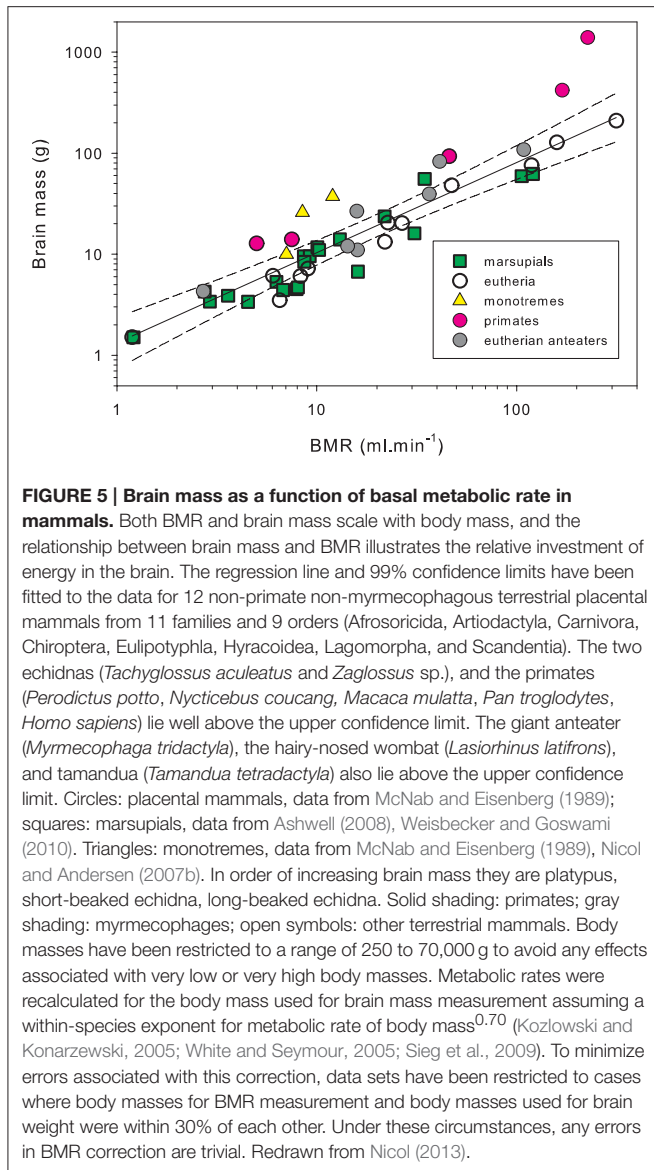 1000
100
10
1
Brain mass (g)
marsupials
eutheria
monotremes
primates
eutherian anteaters
1
10
100
BMR (ml.min⁻¹)
FIGURE 5 | Brain mass as a function of basal metabolic rate in
mammals. Both BMR and brain mass scale with body mass, and the
relationship between brain mass and BMR illustrates the relative investment of
energy in the brain. The regression line and 99% confidence limits have been
fitted to the data for 12 non-primate non-myrmecophagous terrestrial placental
mammals from 11 families and 9 orders (Afrosoricida, Artiodactyla, Carnivora,
Chiroptera, Eulipotyphla, Hyracoidea, Lagomorpha, and Scandentia). The two
echidnas (Tachyglossus aculeatus and Zaglossus sp.), and the primates
(Perodictus potto, Nycticebus coucang, Macaca mulatta, Pan troglodytes,
Homo sapiens) lie well above the upper confidence limit. The giant anteater
(Myrmecophaga tridactyla), the hairy-nosed wombat (Lasiorhinus latifrons),
and tamandua (Tamandua tetradactyla) also lie above the upper confidence
limit. Circles: placental mammals, data from McNab and Eisenberg (1989);
squares: marsupials, data from Ashwell (2008), Weisbecker and Goswami
(2010). Triangles: monotremes, data from McNab and Eisenberg (1989), Nicol
and Andersen (2007b). In order of increasing brain mass they are platypus,
short-beaked echidna, long-beaked echidna. Solid shading: primates; gray
shading: myrmecophages; open symbols: other terrestrial mammals. Body
masses have been restricted to a range of 250 to 70,000 g to avoid any effects
associated with very low or very high body masses. Metabolic rates were
recalculated for the body mass used for brain mass measurement assuming a
within-species exponent for metabolic rate of body mass⁰·⁷⁰ (Kozlowski and
Konarzewski, 2005; White and Seymour, 2005; Sieg et al., 2009). To minimize
errors associated with this correction, data sets have been restricted to cases
where body masses for BMR measurement and body masses used for brain
weight were within 30% of each other. Under these circumstances, any errors
in BMR correction are trivial. Redrawn from Nicol (2013).